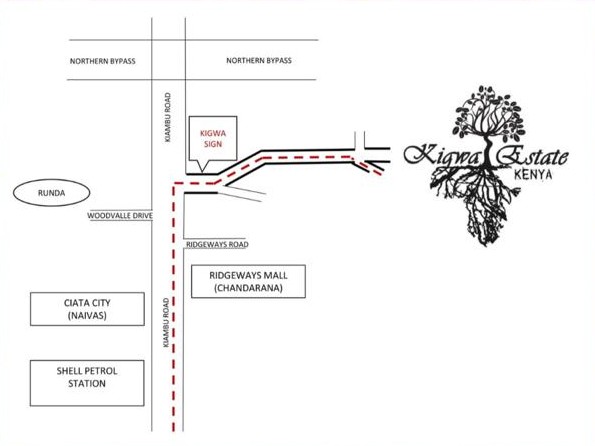 NORTHERN BYPASS
NORTHERN BYPASS
KIAMBU ROAD
KIGWA
SIGN
Kigwa Estate
KENYA
RUNDA
WOODVALLE DRIVE
RIDGEWAYS ROAD
RIDGEWAYS MALL
(CHANDARANA)
CIATA CITY
(NAIVAS)
KIAMBU ROAD
SHELL PETROL
STATION